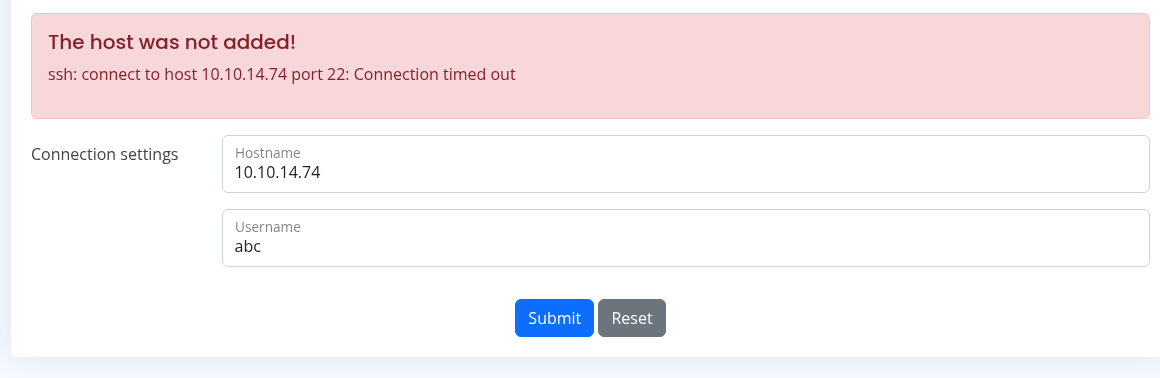 The host was not added!
ssh: connect to host 10.10.14.74 port 22: Connection timed out
Connection settings
Hostname
10.10.14.74
Username
abc
Submit
Reset